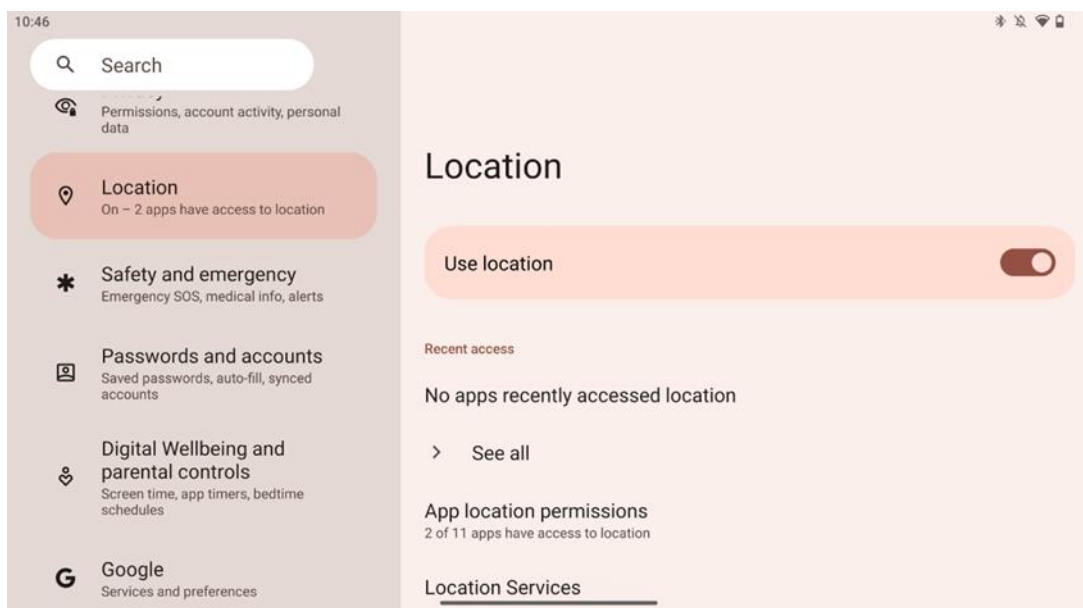 10:46
Search
Permissions, account activity, personal
data
Location
On – 2 apps have access to location
Safety and emergency
Emergency SOS, medical info, alerts
Passwords and accounts
Saved passwords, auto-fill, synced
accounts
Digital Wellbeing and
parental controls
Screen time, app timers, bedtime
schedules
Google
Services and preferences
Location
Use location
Recent access
No apps recently accessed location
See all
App location permissions
2 of 11 apps have access to location
Location Services